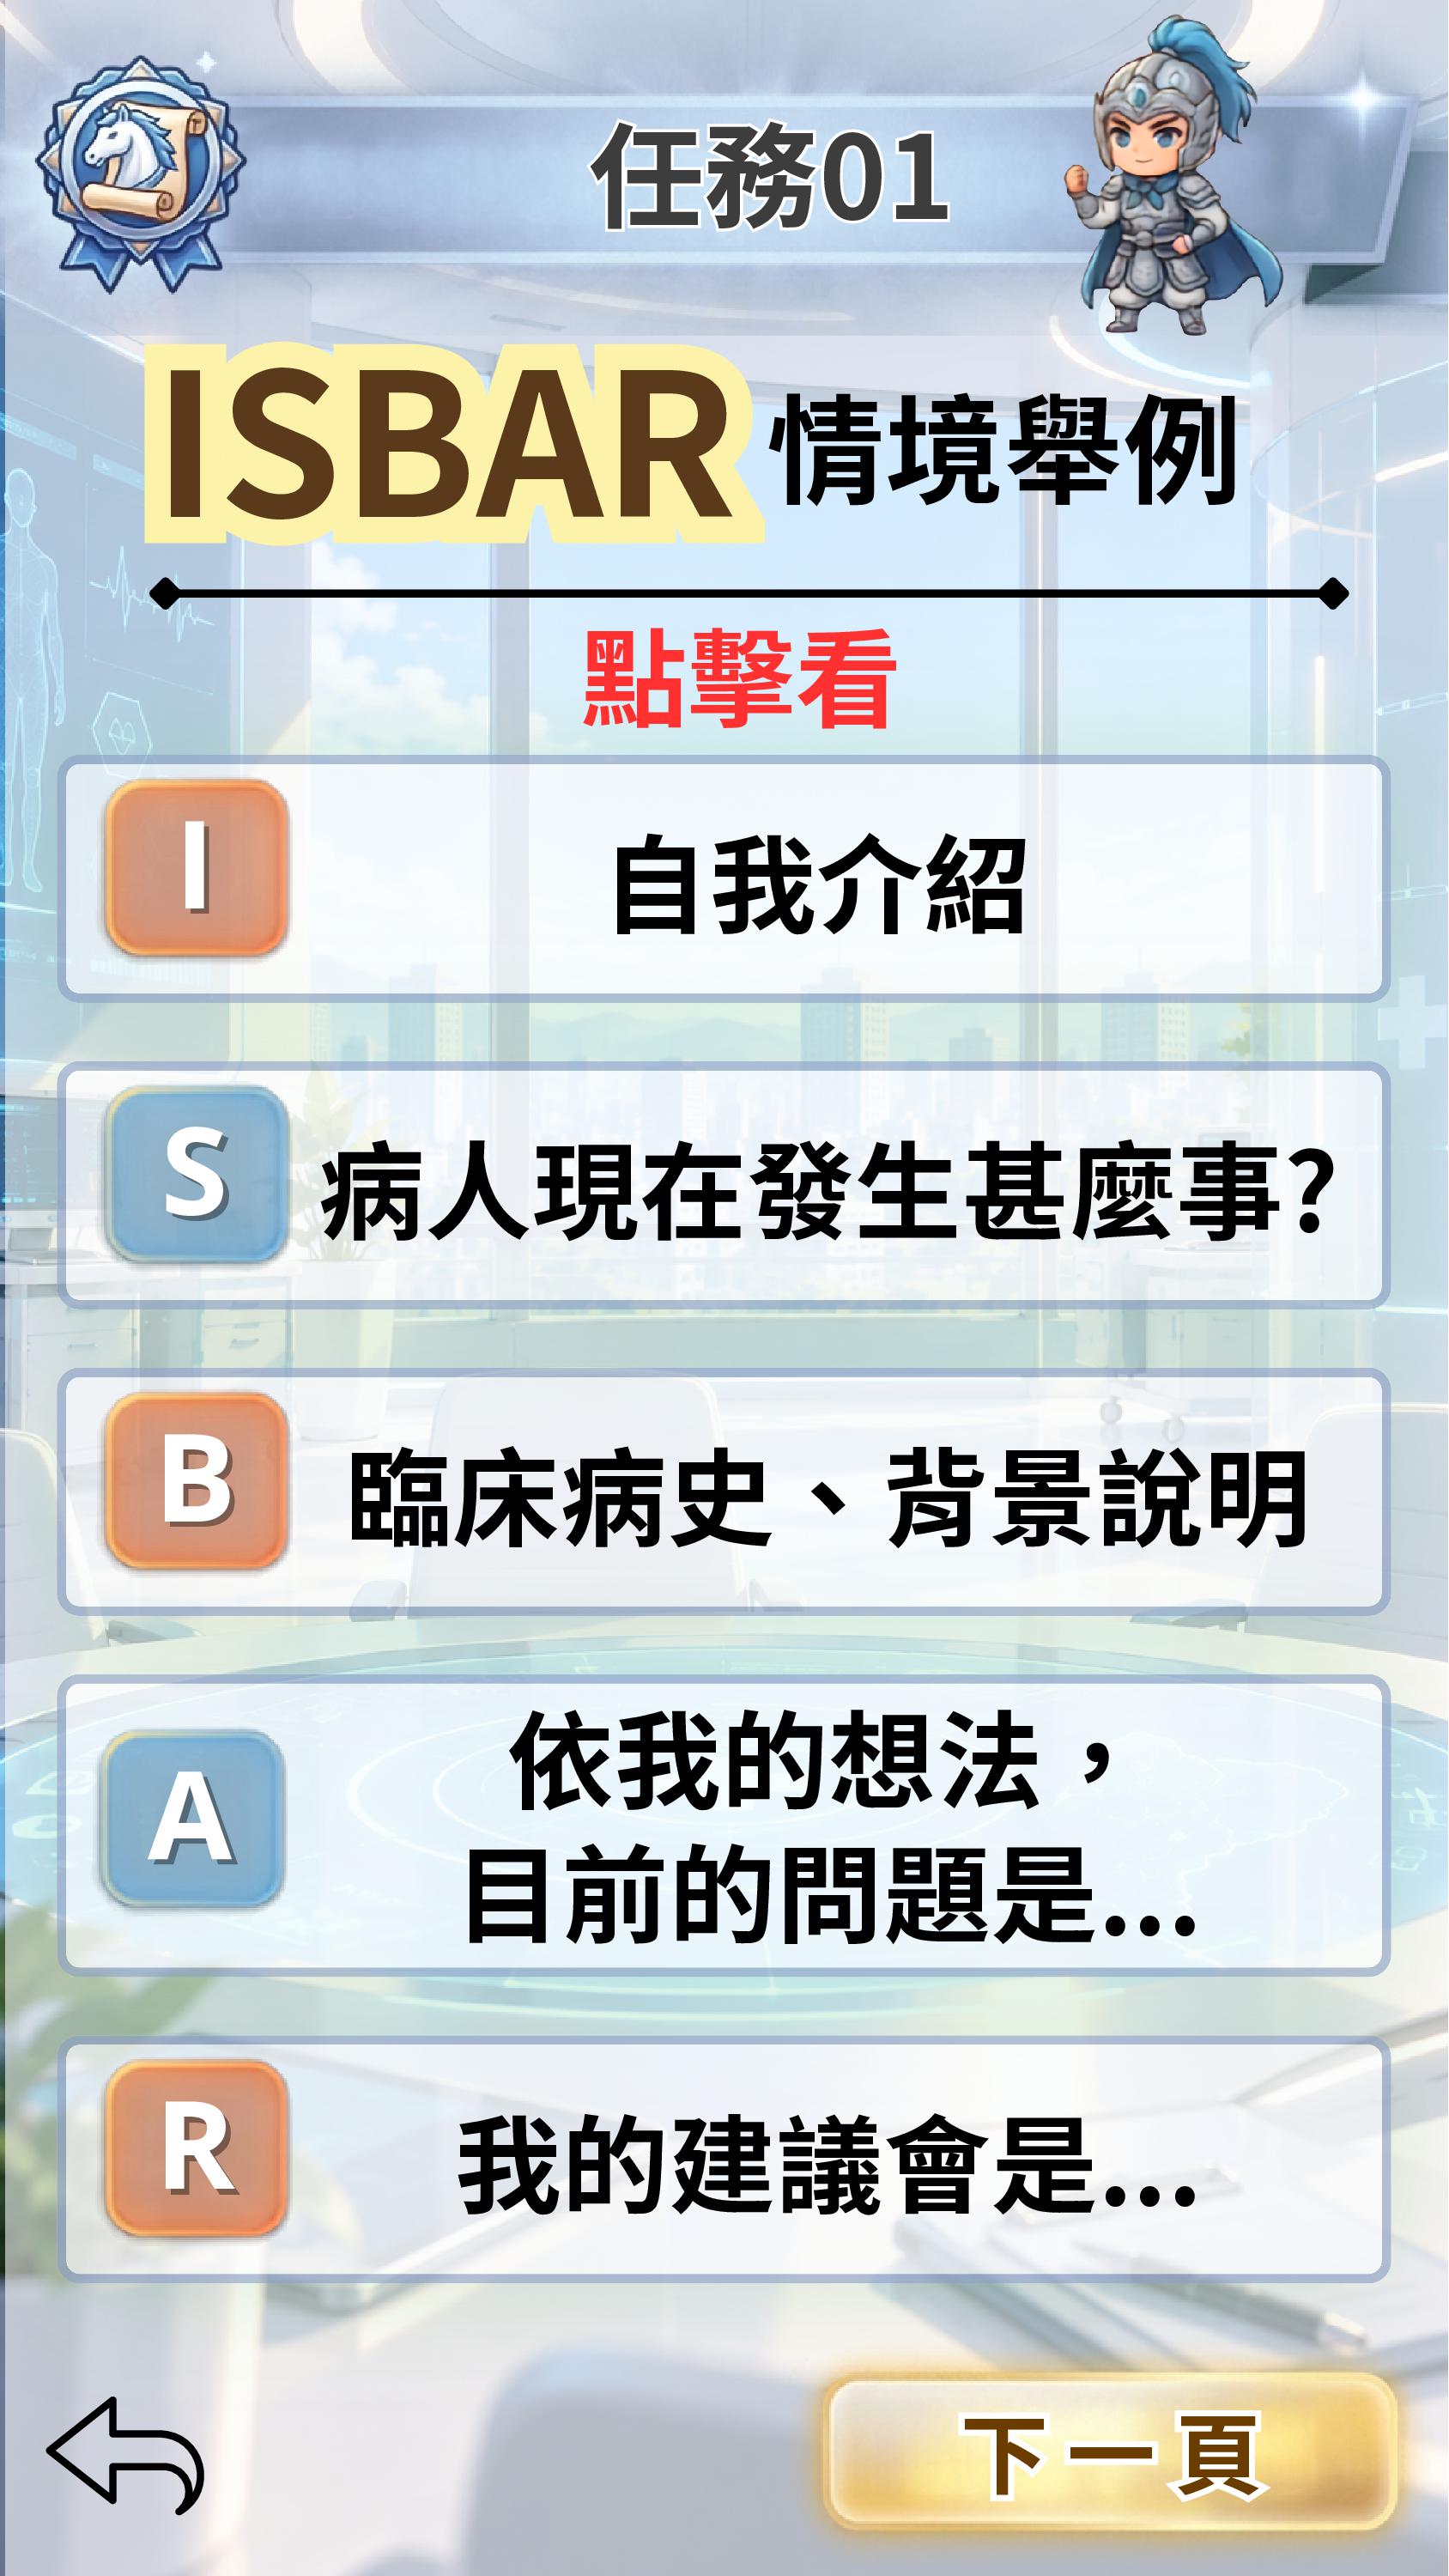 任務01
ISBAR 情境舉例
點擊看
I 自我介紹
S 病人現在發生甚麼事?
B 臨床病史、背景說明
A 依我的想法，
目前的問題是...
R 我的建議會是...
下一頁